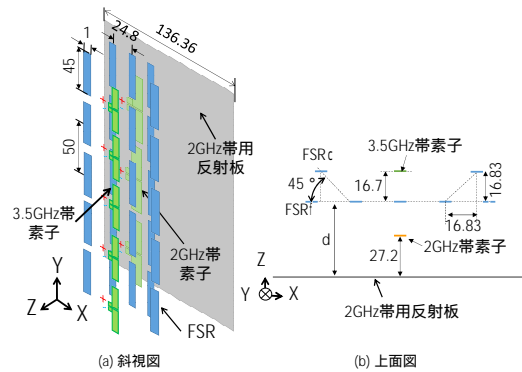 1
24.8
136.36
45
50
2GHz帯用
反射板
3.5GHz帯
素子
2GHz帯
素子
FSR
Y
Z
X
(a) 斜視図
FSRc
3.5GHz帯素子
45°
16.7
16.83
FSRf
16.83
d
2GHz帯素子
27.2
Z
Y
X
2GHz帯用反射板
(b) 上面図